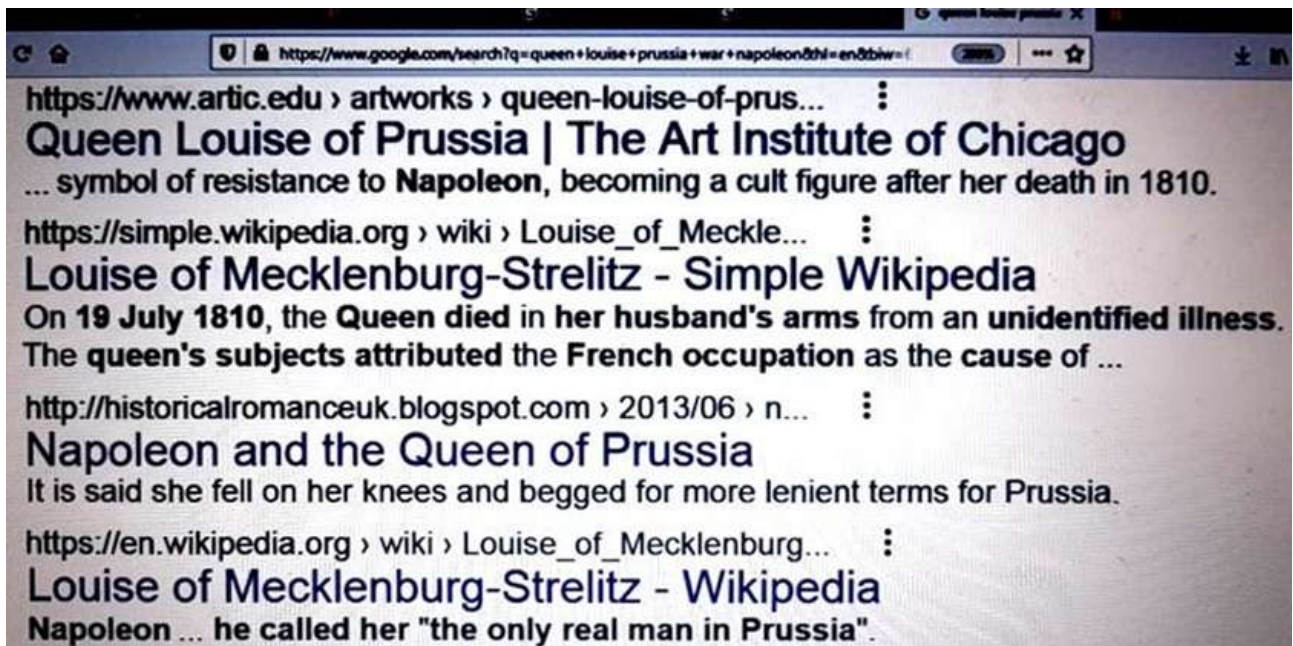 queen louise prussia
https://www.google.com/search?q=queen+louise+prussia+war+napoleon&hl=en&biw=
https://www.artic.edu › artworks › queen-louise-of-prus...
Queen Louise of Prussia | The Art Institute of Chicago
... symbol of resistance to Napoleon, becoming a cult figure after her death in 1810.
https://simple.wikipedia.org › wiki › Louise_of_Meckle...
Louise of Mecklenburg-Strelitz - Simple Wikipedia
On 19 July 1810, the Queen died in her husband's arms from an unidentified illness.
The queen's subjects attributed the French occupation as the cause of ...
http://historicalromanceuk.blogspot.com › 2013/06 › n...
Napoleon and the Queen of Prussia
It is said she fell on her knees and begged for more lenient terms for Prussia.
https://en.wikipedia.org › wiki › Louise_of_Mecklenburg...
Louise of Mecklenburg-Strelitz - Wikipedia
Napoleon ... he called her "the only real man in Prussia".